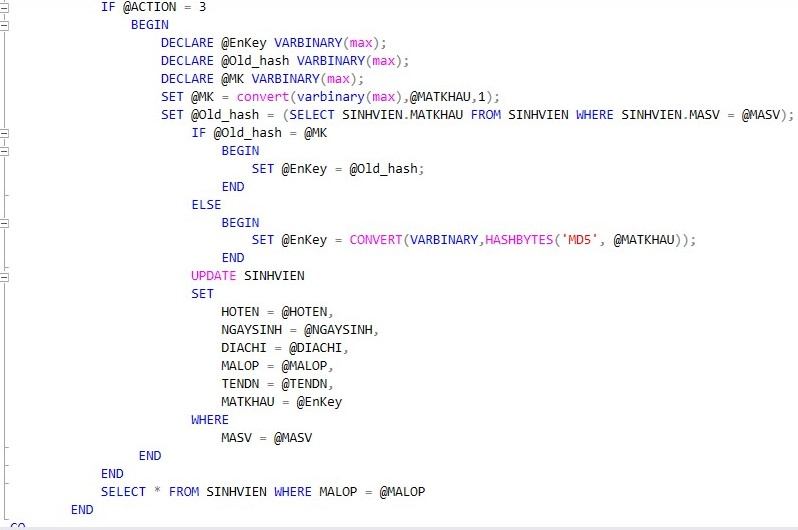 IF @ACTION = 3
BEGIN
DECLARE @EnKey VARBINARY(max);
DECLARE @Old_hash VARBINARY(max);
DECLARE @MK VARBINARY(max);
SET @MK = convert(varbinary(max),@MATKHAU,1);
SET @Old_hash = (SELECT SINHVIEN.MATKHAU FROM SINHVIEN WHERE SINHVIEN.MASV = @MASV);
IF @Old_hash = @MK
BEGIN
SET @EnKey = @Old_hash;
END
ELSE
BEGIN
SET @EnKey = CONVERT(VARBINARY,HASHBYTES('MD5', @MATKHAU));
END
UPDATE SINHVIEN
SET
HOTEN = @HOTEN,
NGAYSINH = @NGAYSINH,
DIACHI = @DIACHI,
MALOP = @MALOP,
TENDN = @TENDN,
MATKHAU = @EnKey
WHERE
MASV = @MASV
END
END
SELECT * FROM SINHVIEN WHERE MALOP = @MALOP
END
GO